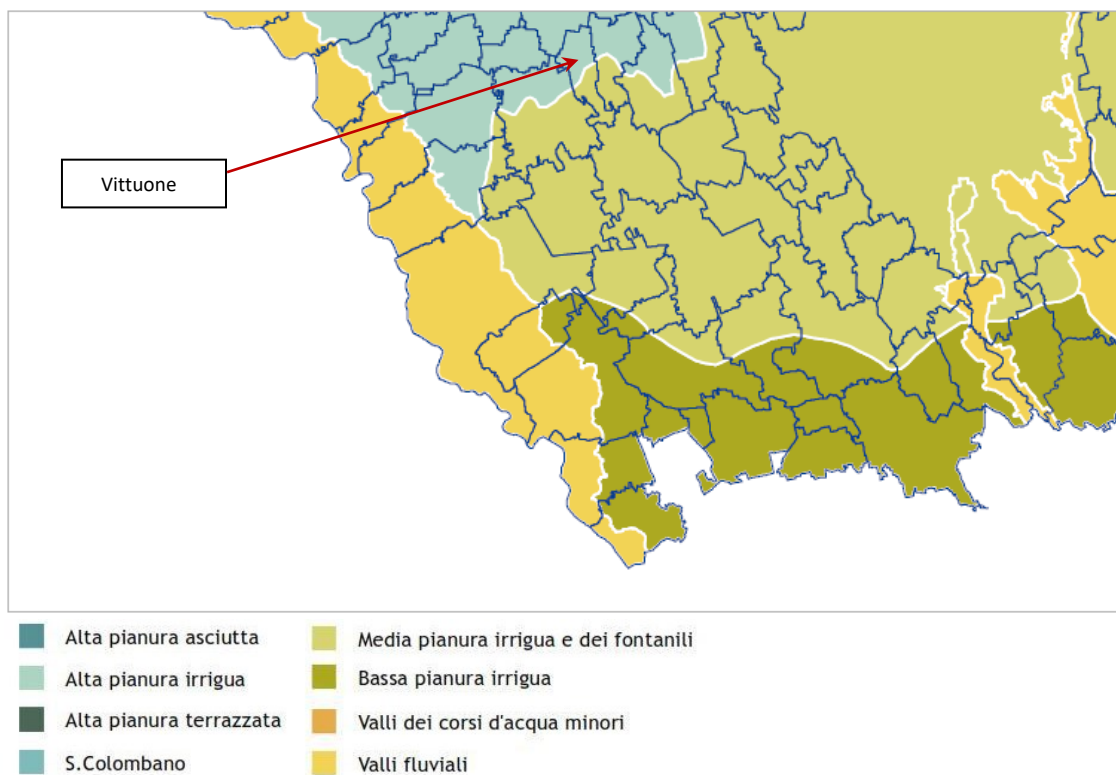 Vittuone
Alta pianura asciutta
Alta pianura irrigua
Alta pianura terrazzata
S.Colombano
Media pianura irrigua e dei fontanili
Bassa pianura irrigua
Valli dei corsi d'acqua minori
Valli fluviali